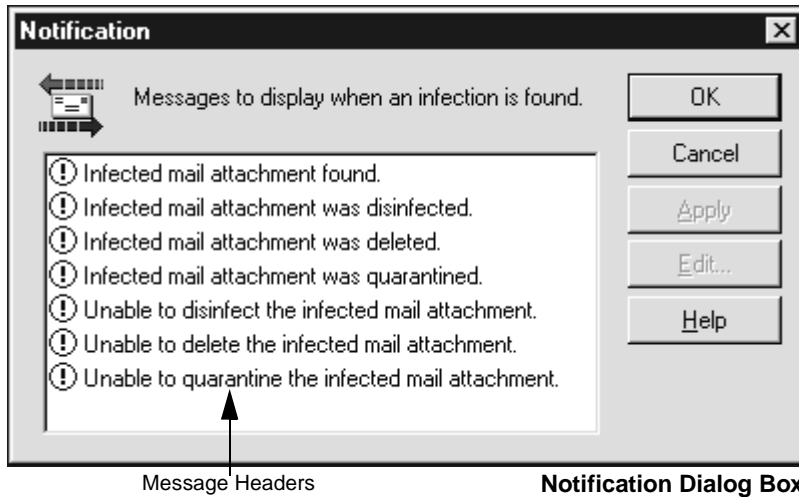 Notification
Messages to display when an infection is found.
OK
Cancel
Apply
Edit...
Help
Infected mail attachment found.
Infected mail attachment was disinfected.
Infected mail attachment was deleted.
Infected mail attachment was quarantined.
Unable to disinfect the infected mail attachment.
Unable to delete the infected mail attachment.
Unable to quarantine the infected mail attachment.
Message Headers
Notification Dialog Box